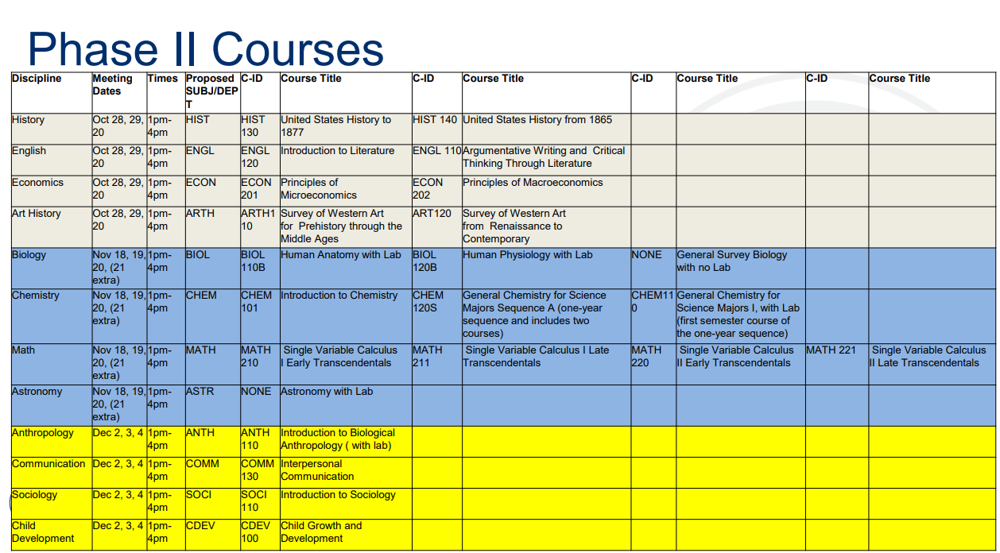 Phase II Courses
Discipline Meeting Dates Times Proposed SUBJ/DEPT C-ID Course Title C-ID Course Title C-ID Course Title C-ID Course Title
History Oct 28, 29, 20 1pm-4pm HIST HIST 130 United States History to 1877 HIST 140 United States History from 1865
English Oct 28, 29, 20 1pm-4pm ENGL ENGL 120 Introduction to Literature ENGL 110 Argumentative Writing and Critical Thinking Through Literature
Economics Oct 28, 29, 20 1pm-4pm ECON ECON 201 Principles of Microeconomics ECON 202 Principles of Macroeconomics
Art History Oct 28, 29, 20 1pm-4pm ARTH ARTH110 Survey of Western Art for Prehistory through the Middle Ages ART120 Survey of Western Art from Renaissance to Contemporary
Biology Nov 18, 19, 20, (21 extra) 1pm-4pm BIOL BIOL 110B Human Anatomy with Lab BIOL 120B Human Physiology with Lab NONE General Survey Biology with no Lab
Chemistry Nov 18, 19, 20, (21 extra) 1pm-4pm CHEM CHEM 101 Introduction to Chemistry CHEM 120S General Chemistry for Science Majors Sequence A (one-year sequence and includes two courses) CHEM110 General Chemistry for Science Majors I, with Lab (first semester course of the one-year sequence)
Math Nov 18, 19, 20, (21 extra) 1pm-4pm MATH MATH 210 Single Variable Calculus I Early Transcendentals MATH 211 Single Variable Calculus I Late Transcendentals MATH 220 Single Variable Calculus II Early Transcendentals MATH 221 Single Variable Calculus II Late Transcendentals
Astronomy Nov 18, 19, 20, (21 extra) 1pm-4pm ASTR NONE Astronomy with Lab
Anthropology Dec 2, 3, 4 1pm-4pm ANTH ANTH 110 Introduction to Biological Anthropology ( with lab)
Communication Dec 2, 3, 4 1pm-4pm COMM COMM 130 Interpersonal Communication
Sociology Dec 2, 3, 4 1pm-4pm SOCI SOCI 110 Introduction to Sociology
Child Development Dec 2, 3, 4 1pm-4pm CDEV CDEV 100 Child Growth and Development